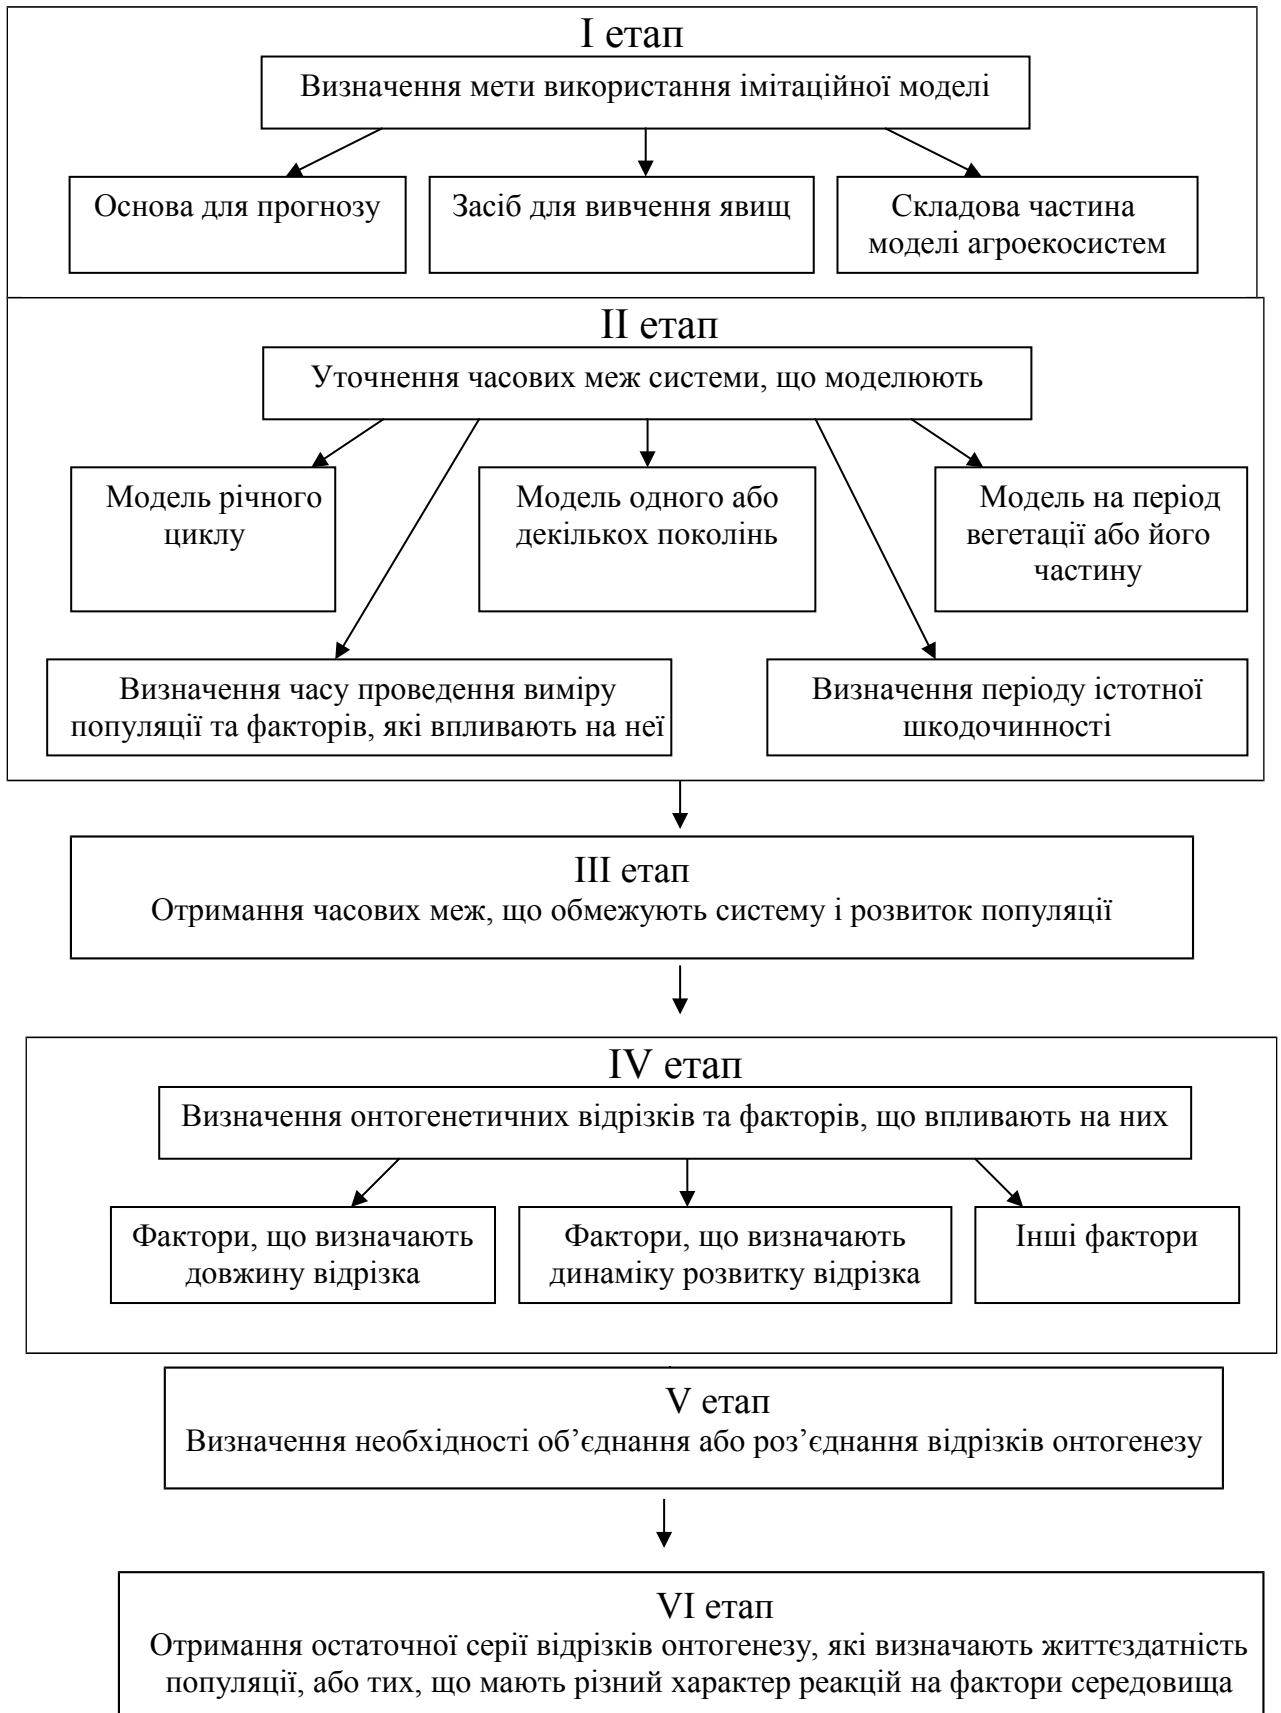 І етап
Визначення мети використання імітаційної моделі
Основа для прогнозу
Засіб для вивчення явищ
Складова частина
моделі агроекосистем
ІІ етап
Уточнення часових меж системи, що моделюють
Модель річного
циклу
Модель одного або
декількох поколінь
Модель на період
вегетації або його
частину
Визначення часу проведення виміру
популяції та факторів, які впливають на неї
Визначення періоду істотної
шкодочинності
ІІІ етап
Отримання часових меж, що обмежують систему і розвиток популяції
IV етап
Визначення онтогенетичних відрізків та факторів, що впливають на них
Фактори, що визначають
довжину відрізка
Фактори, що визначають
динаміку розвитку відрізка
Інші фактори
V етап
Визначення необхідності об’єднання або роз’єднання відрізків онтогенезу
VI етап
Отримання остаточної серії відрізків онтогенезу, які визначають життєздатність
популяції, або тих, що мають різний характер реакцій на фактори середовища